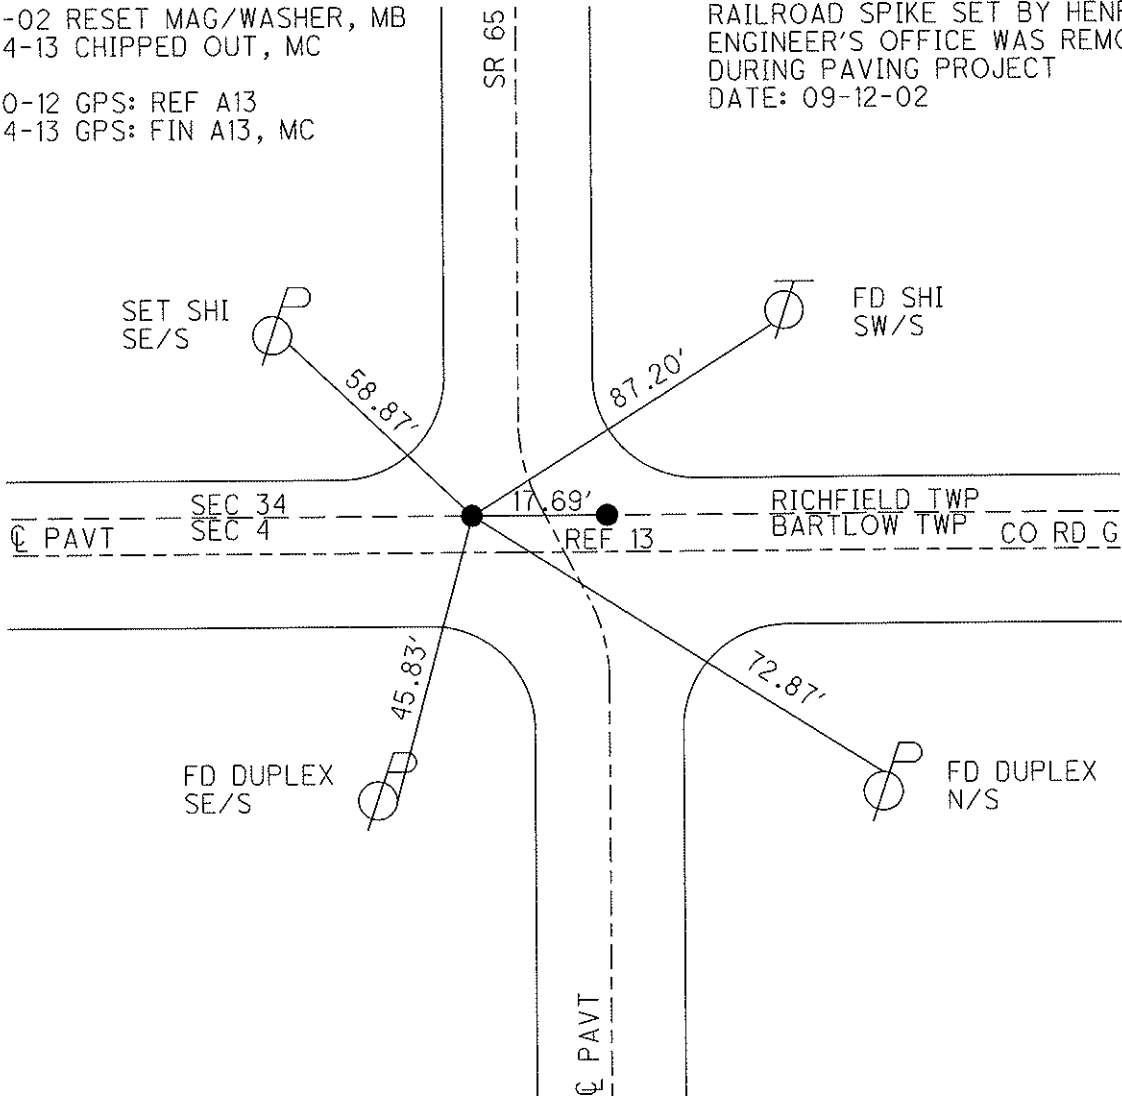 -02 RESET MAG/WASHER, MB
4-13 CHIPPED OUT, MC
0-12 GPS: REF A13
4-13 GPS: FIN A13, MC
SR 65
RAILROAD SPIKE SET BY
ENGINEER'S OFFICE WAS
DURING PAVING PROJECT
DATE: 09-12-02
SET SHI
SE/S
FD SHI
SW/S
58.87'
87.20'
SEC 34
SEC 4
17.69'
REF 13
RICHFIELD TWP
BARTLOW TWP
CO RD G
℄ PAVT
45.83'
72.87'
FD DUPLEX
SE/S
FD DUPLEX
N/S
℄ PAVT